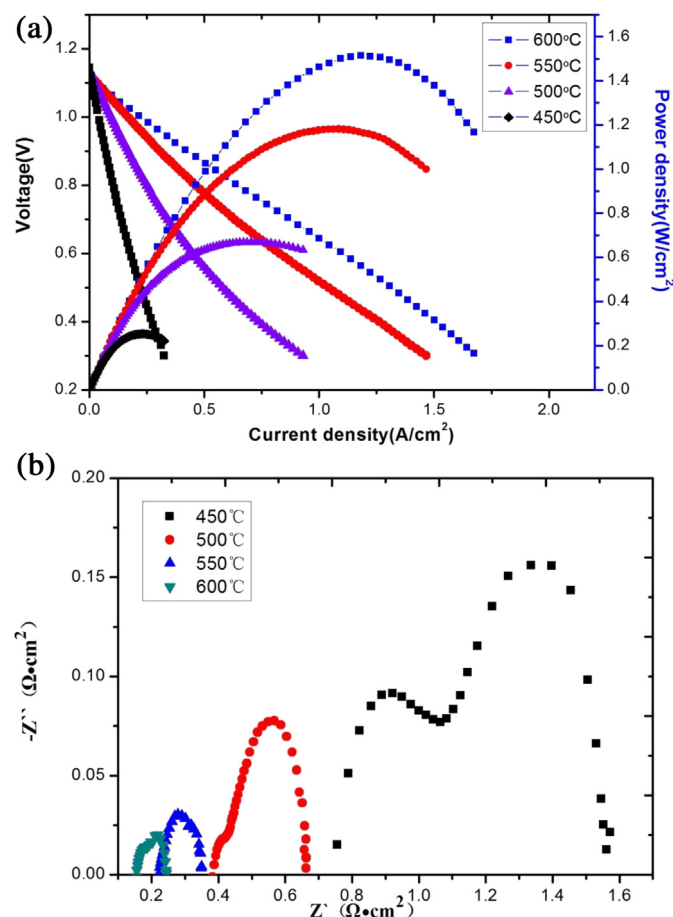 (a)
1.2
1.0
0.8
0.6
0.4
0.2
Voltage(V)
600°C
550°C
500°C
450°C
1.6
1.4
1.2
1.0
0.8
0.6
0.4
0.2
0.0
Power density(W/cm²)
0.0 0.5 1.0 1.5 2.0
Current density(A/cm²)
(b)
0.20
0.15
0.10
0.05
0.00
-Z`` (Ω•cm²)
450℃
500℃
550℃
600℃
0.2 0.4 0.6 0.8 1.0 1.2 1.4 1.6
Z` (Ω•cm²)